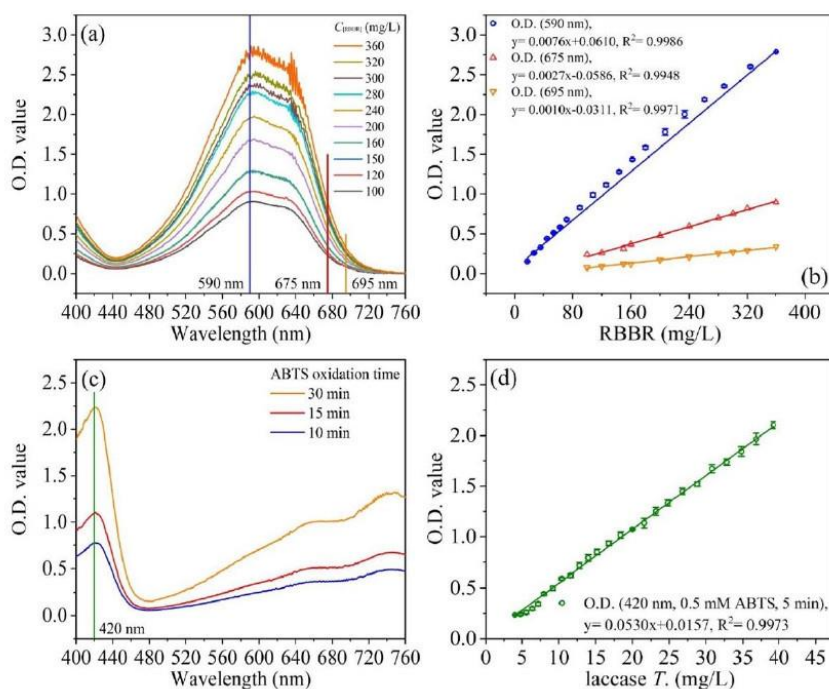 (a)
C[RBBR] (mg/L)
360
320
300
280
240
200
160
150
120
100
3.0
2.5
2.0
1.5
1.0
0.5
0.0
O.D. value
590 nm
675 nm
695 nm
400 440 480 520 560 600 640 680 720 760
Wavelength (nm)
O.D. (590 nm),
y= 0.0076x+0.0610, R²= 0.9986
O.D. (675 nm),
y= 0.0027x-0.0586, R²= 0.9948
O.D. (695 nm),
y= 0.0010x-0.0311, R²= 0.9971
3.0
2.5
2.0
1.5
1.0
0.5
0.0
O.D. value
(b)
0 80 160 240 320 400
RBBR (mg/L)
(c)
ABTS oxidation time
30 min
15 min
10 min
2.5
2.0
1.5
1.0
0.5
0.0
O.D. value
420 nm
400 440 480 520 560 600 640 680 720 760
Wavelength (nm)
(d)
2.5
2.0
1.5
1.0
0.5
0.0
O.D. value
O.D. (420 nm, 0.5 mM ABTS, 5 min),
y= 0.0530x+0.0157, R²= 0.9973
0 5 10 15 20 25 30 35 40 45
laccase T. (mg/L)